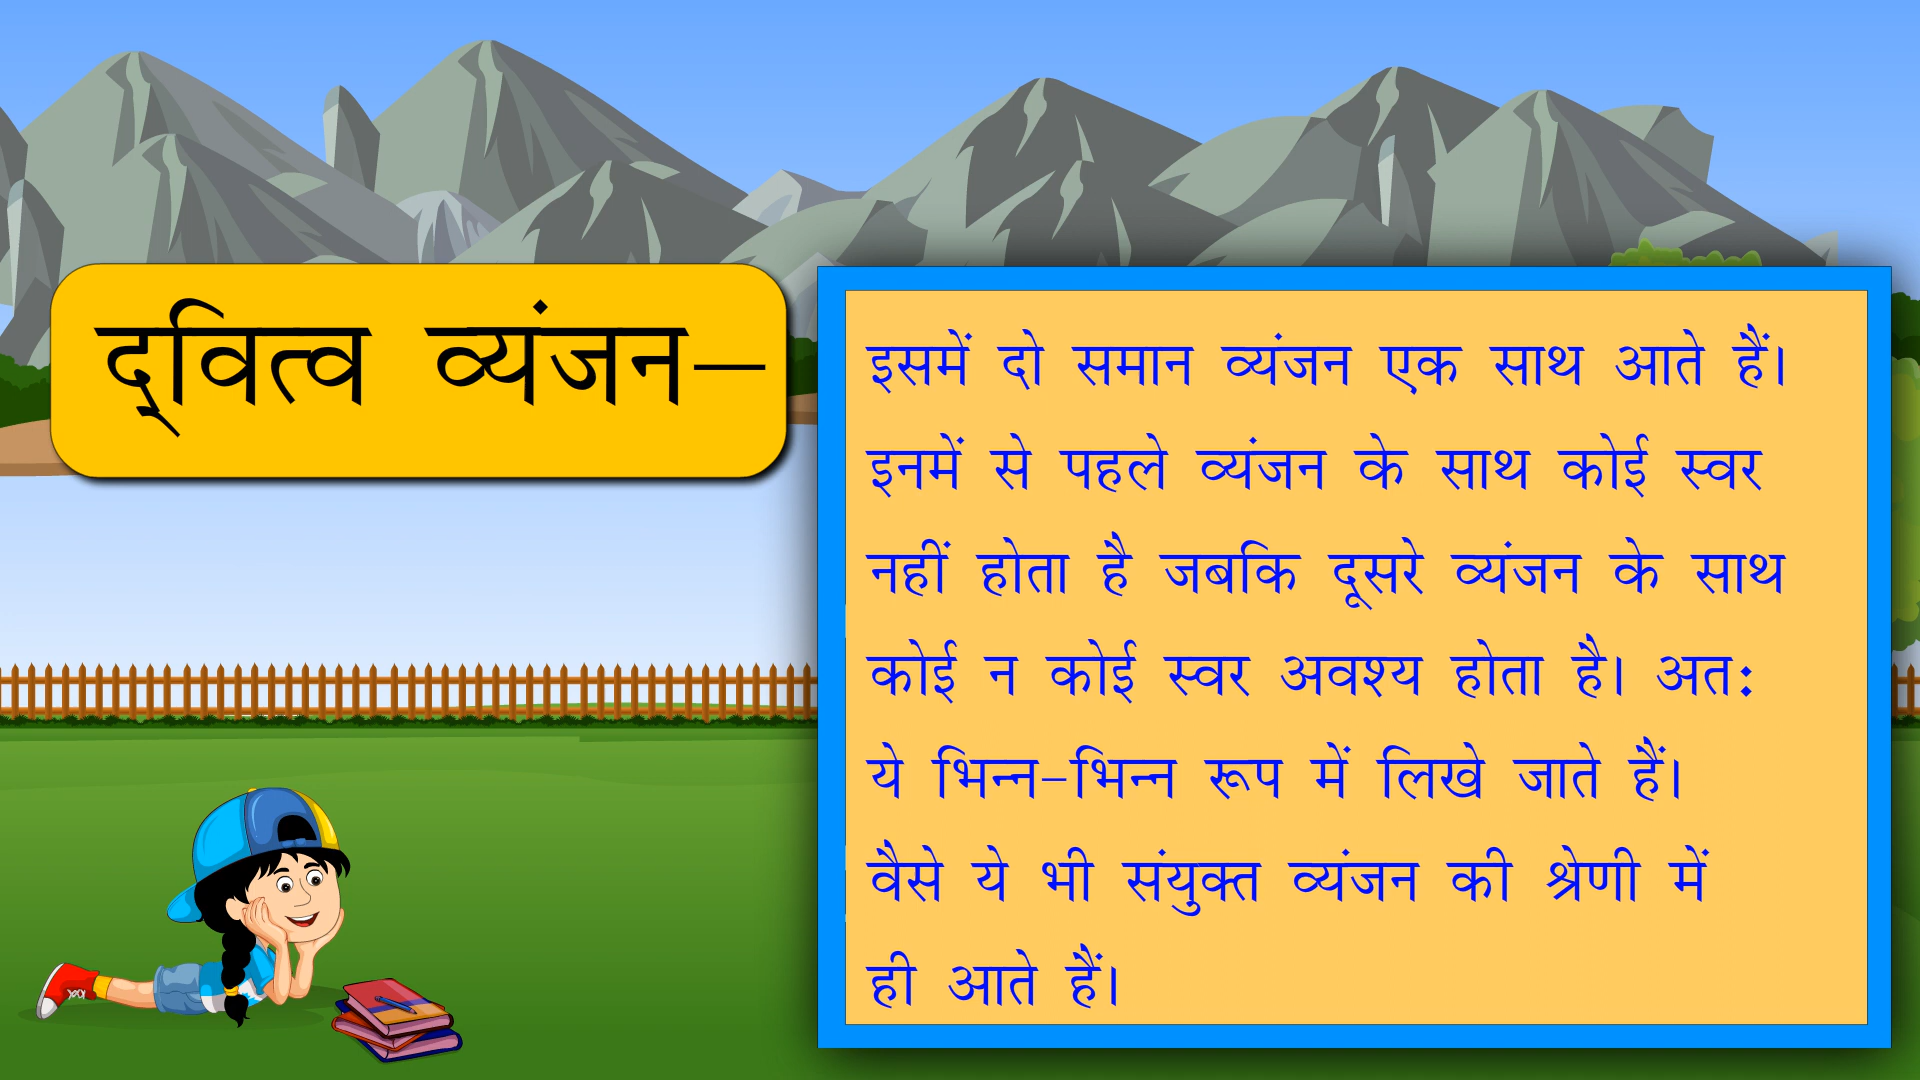 द्‌वित्व व्यंजन–
इसमें दो समान व्यंजन एक साथ आते हैं।
इनमें से पहले व्यंजन के साथ कोई स्वर
नहीं होता है जबकि दूसरे व्यंजन के साथ
कोई न कोई स्वर अवश्य होता है। अतः
ये भिन्न-भिन्न रूप में लिखे जाते हैं।
वैसे ये भी संयुक्त व्यंजन की श्रेणी में
ही आते हैं।